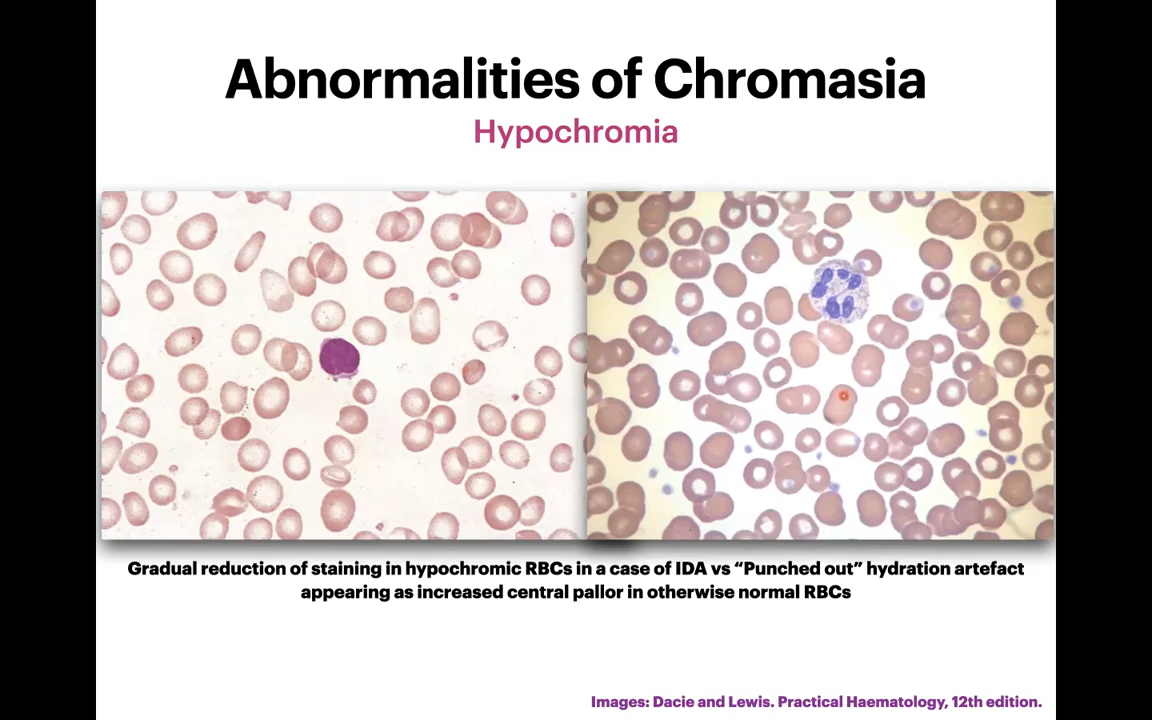 Abnormalities of Chromasia
Hypochromia
Gradual reduction of staining in hypochromic RBCs in a case of IDA vs “Punched out” hydration artefact
appearing as increased central pallor in otherwise normal RBCs
Images: Dacie and Lewis. Practical Haematology, 12th edition.